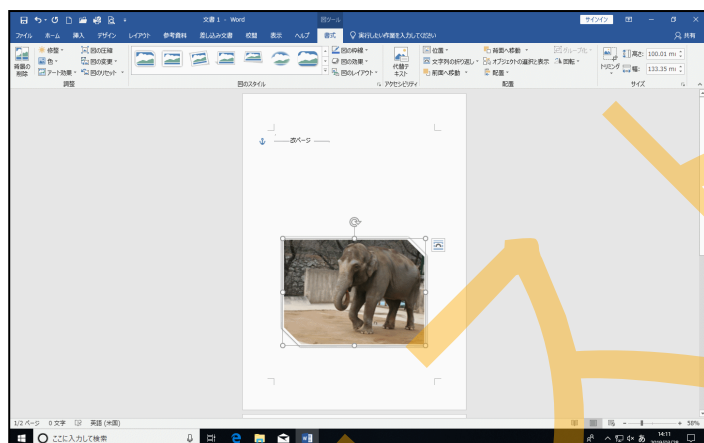 文書 1 - Word
図ツール
サインイン
ファイル ホーム 挿入 デザイン レイアウト 参考資料 差し込み文書 校閲 表示 ヘルプ 書式 実行したい作業を入力してください 共有
背景の削除
修整
色
アート効果
図の圧縮
図の変更
図のリセット
図の枠線
図の効果
図のレイアウト
代替テキスト
位置
文字列の折り返し
前面へ移動
背面へ移動
オブジェクトの選択と表示
配置
グループ化
回転
トリミング
高さ: 100.01 mm
幅: 133.35 mm
調整 図のスタイル アクセシビリティ 配置 サイズ
改ページ
1/2 ページ 0 文字 英語 (米国) 58%
ここに入力して検索
あ 14:11